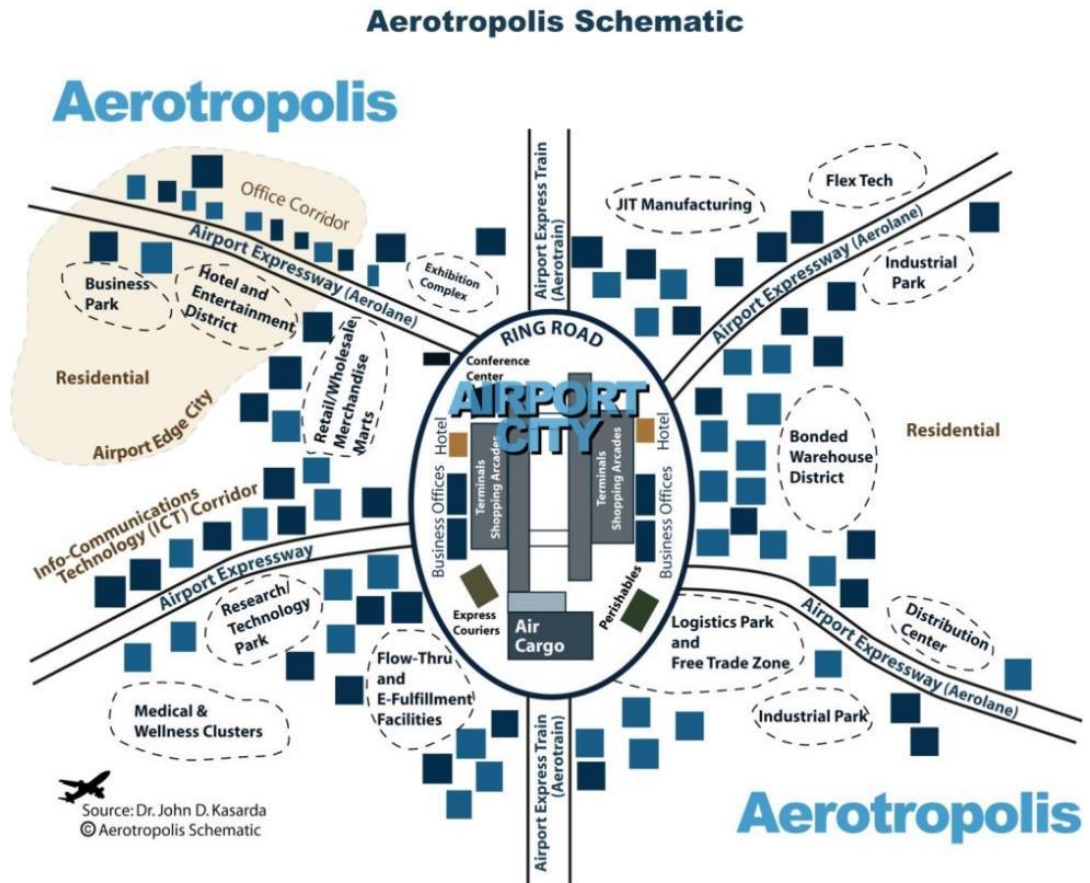 Aerotropolis Schematic
Aerotropolis
Office Corridor
Airport Expressway (Aerolane)
Business
Park
Hotel and
Entertainment
District
Exhibition
Complex
Residential
Airport Edge City
Retail/Wholesale
Merchandise
Marts
Airport Express Train
(Aerotrain)
JIT Manufacturing
Flex Tech
Airport Expressway (Aerolane)
Industrial
Park
RING ROAD
Conference
Center
AIRPORT
CITY
Hotel
Hotel
Terminals
Shopping Arcades
Terminals
Shopping Arcades
Business Offices
Business Offices
Express
Couriers
Air
Cargo
Perishables
Bonded
Warehouse
District
Residential
Info-Communications
Technology (ICT) Corridor
Airport Expressway
Research/
Technology
Park
Medical &
Wellness Clusters
Flow-Thru
and
E-Fulfillment
Facilities
Logistics Park
and
Free Trade Zone
Airport Expressway (Aerolane)
Distribution
Center
Industrial Park
Airport Express Train
(Aerotrain)
Source: Dr. John D. Kasarda
© Aerotropolis Schematic
Aerotropolis